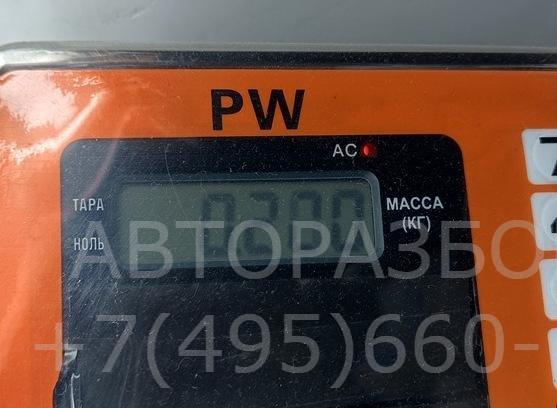 PW
AC
ТАРА
0.200
МАССА
(КГ)
НОЛЬ
АВТОРАЗБО
+7(495)660-